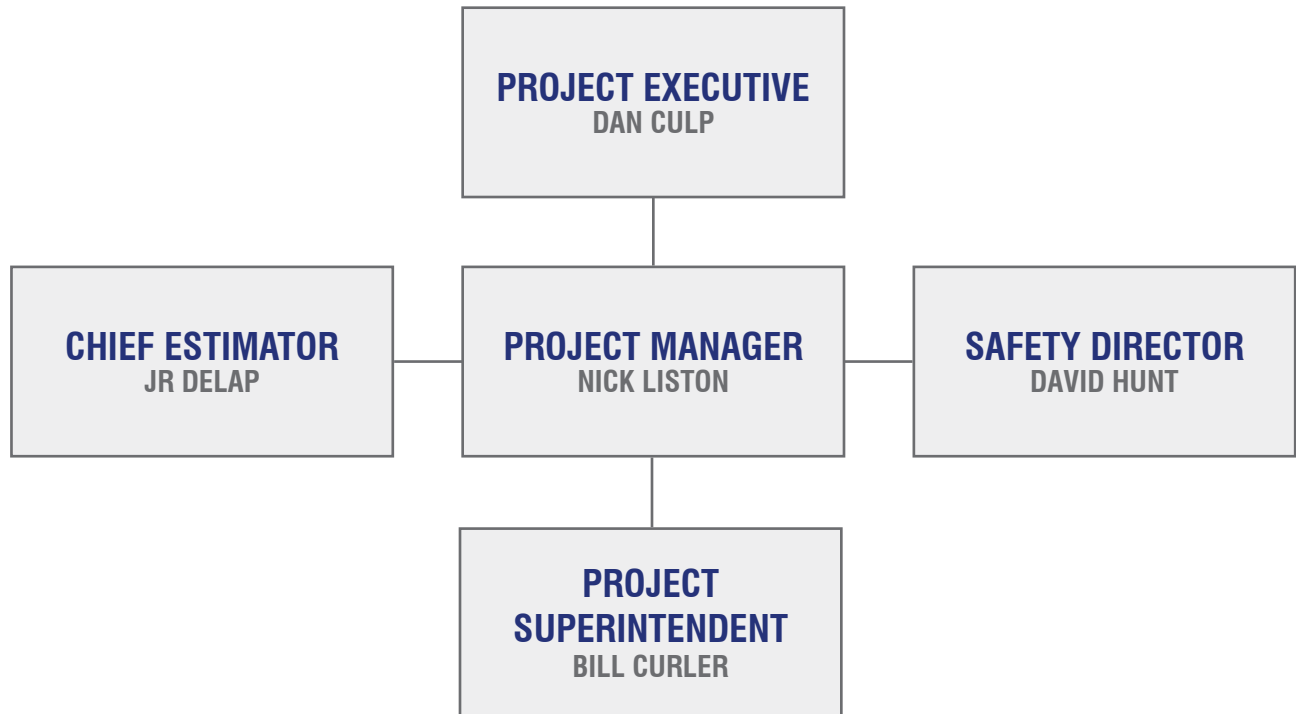 PROJECT EXECUTIVE
DAN CULP
CHIEF ESTIMATOR
JR DELAP
PROJECT MANAGER
NICK LISTON
SAFETY DIRECTOR
DAVID HUNT
PROJECT
SUPERINTENDENT
BILL CURLER